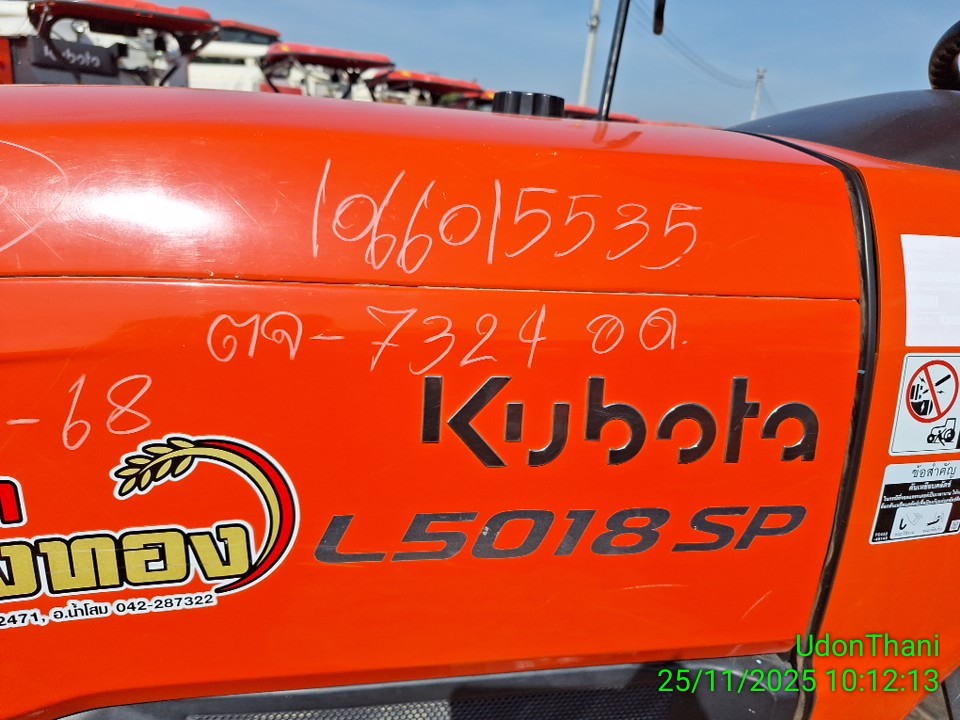 Kubota
1066015535
ตจ-7324 อด.
-68
Kubota
L5018SP
งทอง
2471, อ.น้ำโสม 042-287322
ข้อสำคัญ
UdonThani
25/11/2025 10:12:13